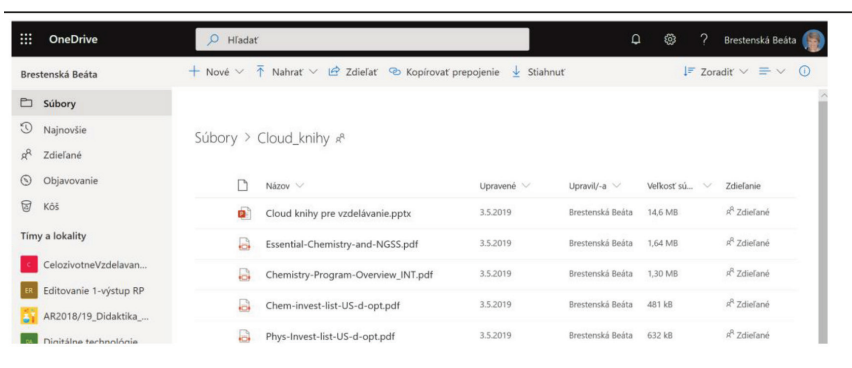 OneDrive
Hľadať
?
Brestenská Beáta
Brestenská Beáta
+ Nové Nahrať Zdieľať Kopírovať prepojenie Stiahnuť Zoradiť
Súbory
Najnovšie
Zdieľané
Objavovanie
Kôš
Tímy a lokality
C CelozivotneVzdelavan...
ER Editovanie 1-výstup RP
AR2018/19_Didaktika_...
Digitálne technológie
Súbory > Cloud_knihy
Názov Upravené Upravil/-a Veľkosť sú... Zdieľanie
Cloud knihy pre vzdelávanie.pptx 3.5.2019 Brestenská Beáta 14,6 MB Zdieľané
Essential-Chemistry-and-NGSS.pdf 3.5.2019 Brestenská Beáta 1,64 MB Zdieľané
Chemistry-Program-Overview_INT.pdf 3.5.2019 Brestenská Beáta 1,30 MB Zdieľané
Chem-invest-list-US-d-opt.pdf 3.5.2019 Brestenská Beáta 481 kB Zdieľané
Phys-Invest-list-US-d-opt.pdf 3.5.2019 Brestenská Beáta 632 kB Zdieľané